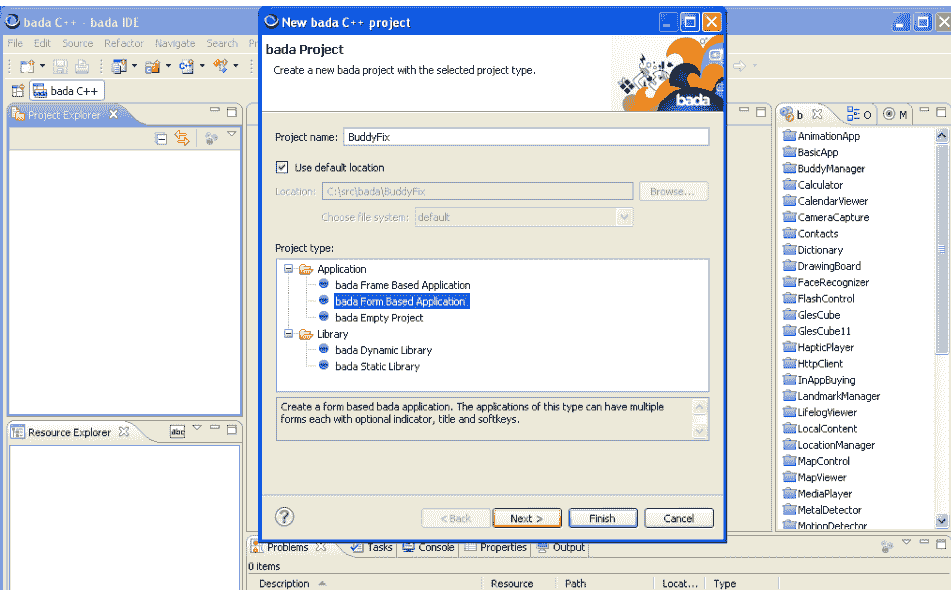 bada C++ - bada IDE
File Edit Source Refactor Navigate Search Pr
bada C++
Project Explorer
Resource Explorer
New bada C++ project
bada Project
Create a new bada project with the selected project type.
bada
Project name: BuddyFix
Use default location
Location: C:\src\bada\BuddyFix Browse...
Choose file system: default
Project type:
Application
bada Frame Based Application
bada Form Based Application
bada Empty Project
Library
bada Dynamic Library
bada Static Library
Create a form based bada application. The applications of this type can have multiple
forms each with optional indicator, title and softkeys.
< Back Next > Finish Cancel
b O M
AnimationApp
BasicApp
BuddyManager
Calculator
CalendarViewer
CameraCapture
Contacts
Dictionary
DrawingBoard
FaceRecognizer
FlashControl
GlesCube
GlesCube11
HapticPlayer
HttpClient
InAppBuying
LandmarkManager
LifelogViewer
LocalContent
LocationManager
MapControl
MapViewer
MediaPlayer
MetalDetector
MotionDetector
Problems Tasks Console Properties Output
0 items
Description Resource Path Locat... Type